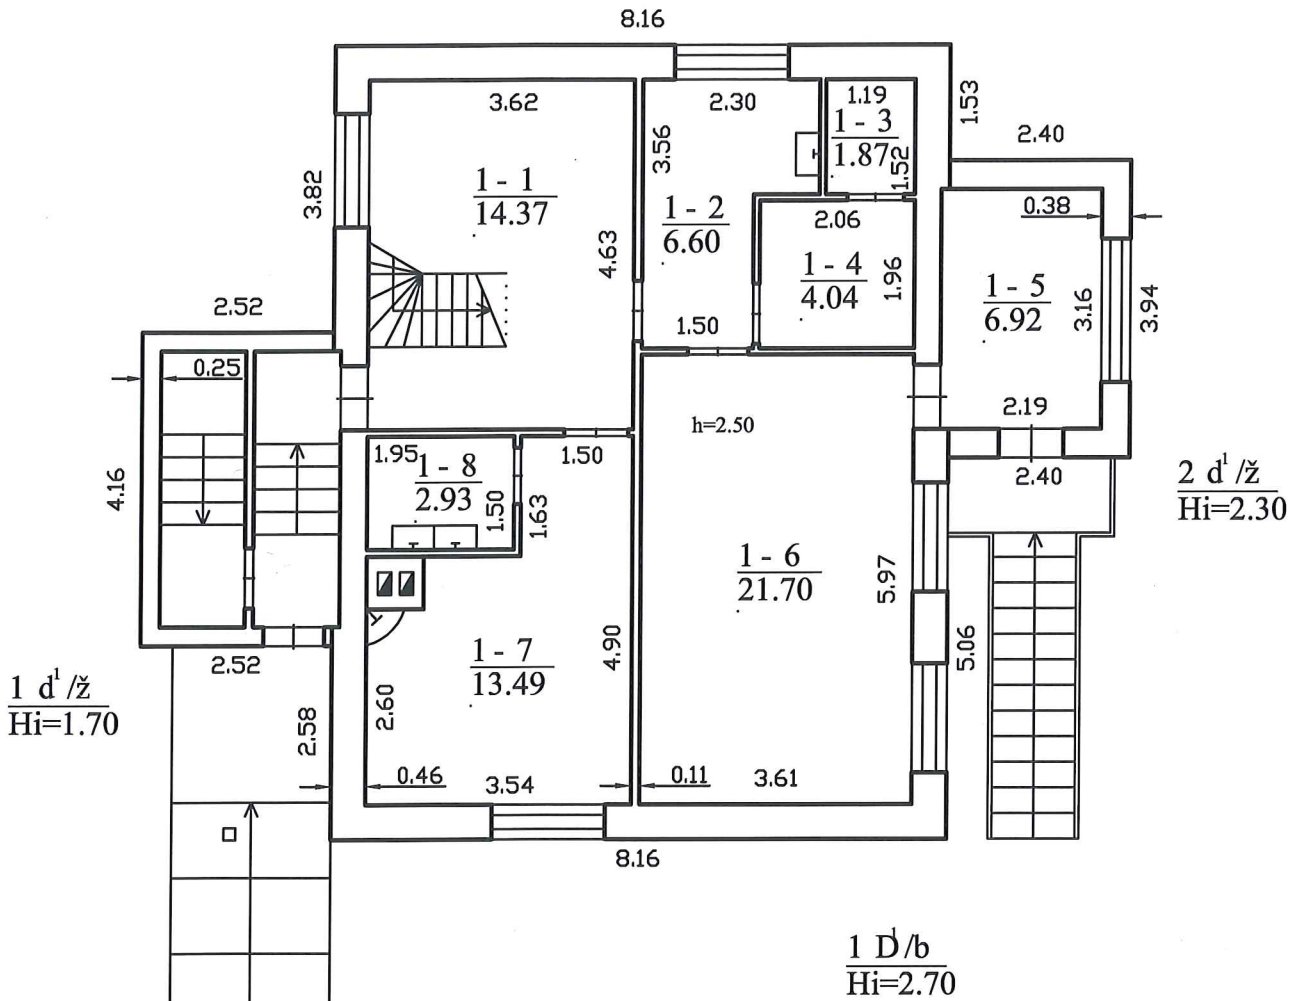 8.16
3.62
2.30
1.19
1 - 3
1.87
1.52
1.53
2.40
3.56
3.82
1 - 1
14.37
1 - 2
6.60
2.06
0.38
4.63
1 - 4
4.04
1.96
1 - 5
6.92
3.16
3.94
2.52
1.50
0.25
2.19
h=2.50
1.95
1 - 8
2.93
1.50
1.50
1.63
4.16
2.40
2 d¹/ž
Hi=2.30
1 - 6
21.70
5.97
5.06
2.52
1 - 7
13.49
4.90
1 d¹/ž
Hi=1.70
2.58
2.60
0.46
3.54
0.11
3.61
8.16
1 D¹/b
Hi=2.70